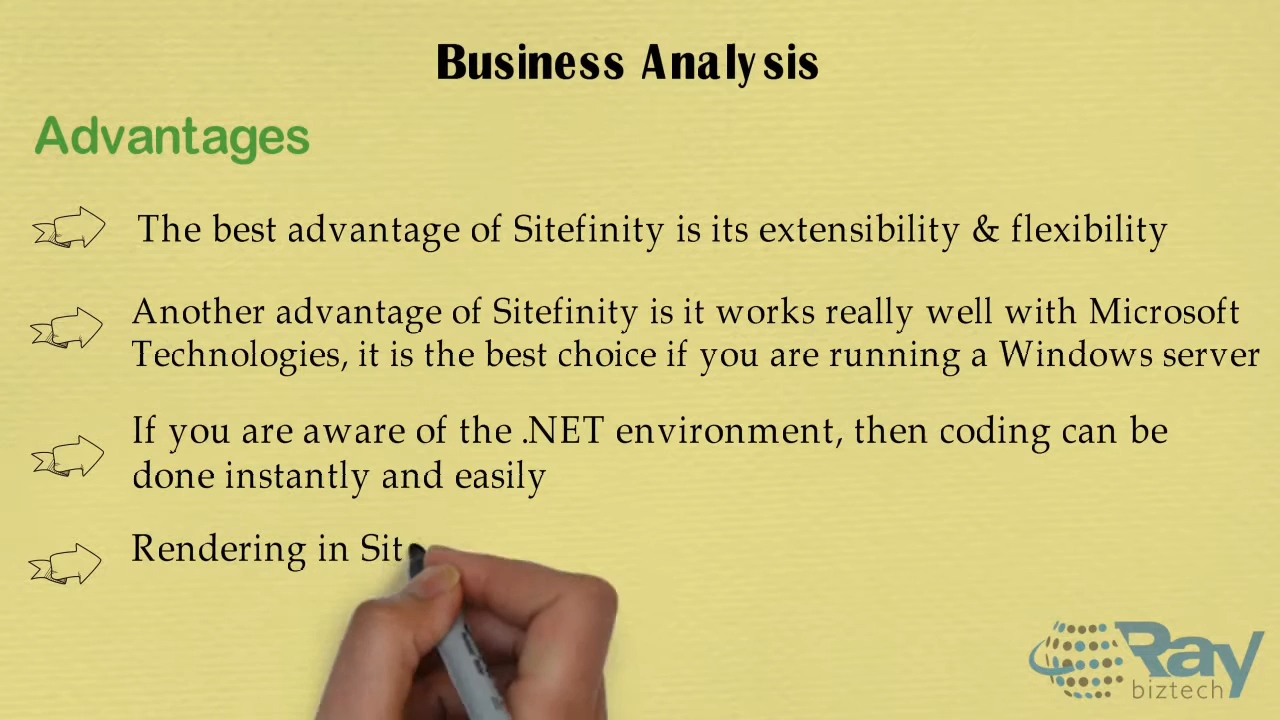 Business Analysis
Advantages
The best advantage of Sitefinity is its extensibility & flexibility
Another advantage of Sitefinity is it works really well with Microsoft
Technologies, it is the best choice if you are running a Windows server
If you are aware of the .NET environment, then coding can be
done instantly and easily
Rendering in Sit
Ray
biztech